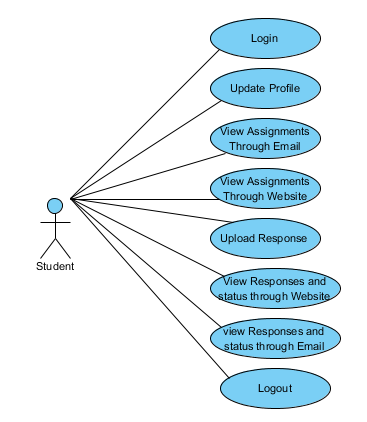 Login
Update Profile
View Assignments
Through Email
View Assignments
Through Website
Upload Response
View Responses and
status through Website
view Responses and
status through Email
Logout
Student